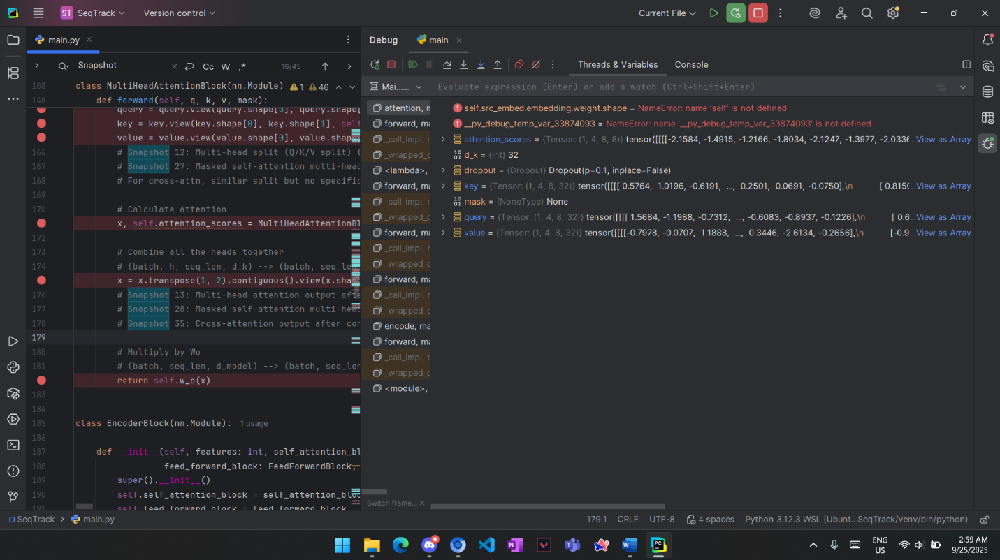 ST SeqTrack Version control Current File
main.py
Debug main
Snapshot Cc W .* 16/45
Threads & Variables Console
108 class MultiHeadAttentionBlock(nn.Module) 1 46
148 def forward(self, q, k, v, mask):
query = query.view(query.shape[0], query.shape[
key = key.view(key.shape[0], key.shape[1], self
value = value.view(value.shape[0], value.shap
166 # Snapshot 12: Multi-head split (Q/K/V split) (
167 # Snapshot 27: Masked self-attention multi-head
168 # For cross-attn, similar split but no specific
169
170 # Calculate attention
x, self.attention_scores = MultiHeadAttentionBl
172
173 # Combine all the heads together
174 # (batch, h, seq_len, d_k) --> (batch, seq_len
x = x.transpose(1, 2).contiguous().view(x.shape
176 # Snapshot 13: Multi-head attention output afte
177 # Snapshot 28: Masked self-attention multi-head
178 # Snapshot 35: Cross-attention output after con
179
180 # Multiply by Wo
181 # (batch, seq_len, d_model) --> (batch, seq_len
return self.w_o(x)
183
184
185 class EncoderBlock(nn.Module): 1 usage
186
187 def __init__(self, features: int, self_attention_bl
188 feed_forward_block: FeedForwardBlock,
189 super().__init__()
190 self.self_attention_block = self_attention_bloc
191 self.feed_forward_block = feed_forward_block
Mai......
attention, m
forward, ma
_call_impl, m
_wrapped_c
<lambda>,
forward, ma
_call_impl, m
_wrapped_c
forward, ma
_call_impl, m
_wrapped_c
forward, ma
_call_impl, m
_wrapped_c
encode, ma
forward, ma
_call_impl, m
_wrapped_c
<module>,
Switch frame...
Evaluate expression (Enter) or add a watch (Ctrl+Shift+Enter)
self.src_embed.embedding.weight.shape = NameError: name 'self' is not defined
__py_debug_temp_var_33874093 = NameError: name '__py_debug_temp_var_33874093' is not defined
attention_scores = {Tensor: (1, 4, 8, 8)} tensor([[[[-2.1584, -1.4915, -1.2166, -1.8034, -2.1247, -1.3977, -2.0336...View as Array
d_k = {int} 32
dropout = {Dropout} Dropout(p=0.1, inplace=False)
key = {Tensor: (1, 4, 8, 32)} tensor([[[[ 0.5764, 1.0196, -0.6191, ..., 0.2501, 0.0691, -0.0750],\n [ 0.8150...View as Array
mask = {NoneType} None
query = {Tensor: (1, 4, 8, 32)} tensor([[[[ 1.5684, -1.1988, -0.7312, ..., -0.6083, -0.8937, -0.1226],\n [ 0.6...View as Array
value = {Tensor: (1, 4, 8, 32)} tensor([[[[-0.7978, -0.0707, 1.1888, ..., 0.3446, -2.6134, -0.2656],\n [-0.9...View as Array
SeqTrack > main.py 179:1 CRLF UTF-8 4 spaces Python 3.12.3 WSL (Ubunt...SeqTrack/venv/bin/python)
ENG
US
2:59 AM
9/25/2025